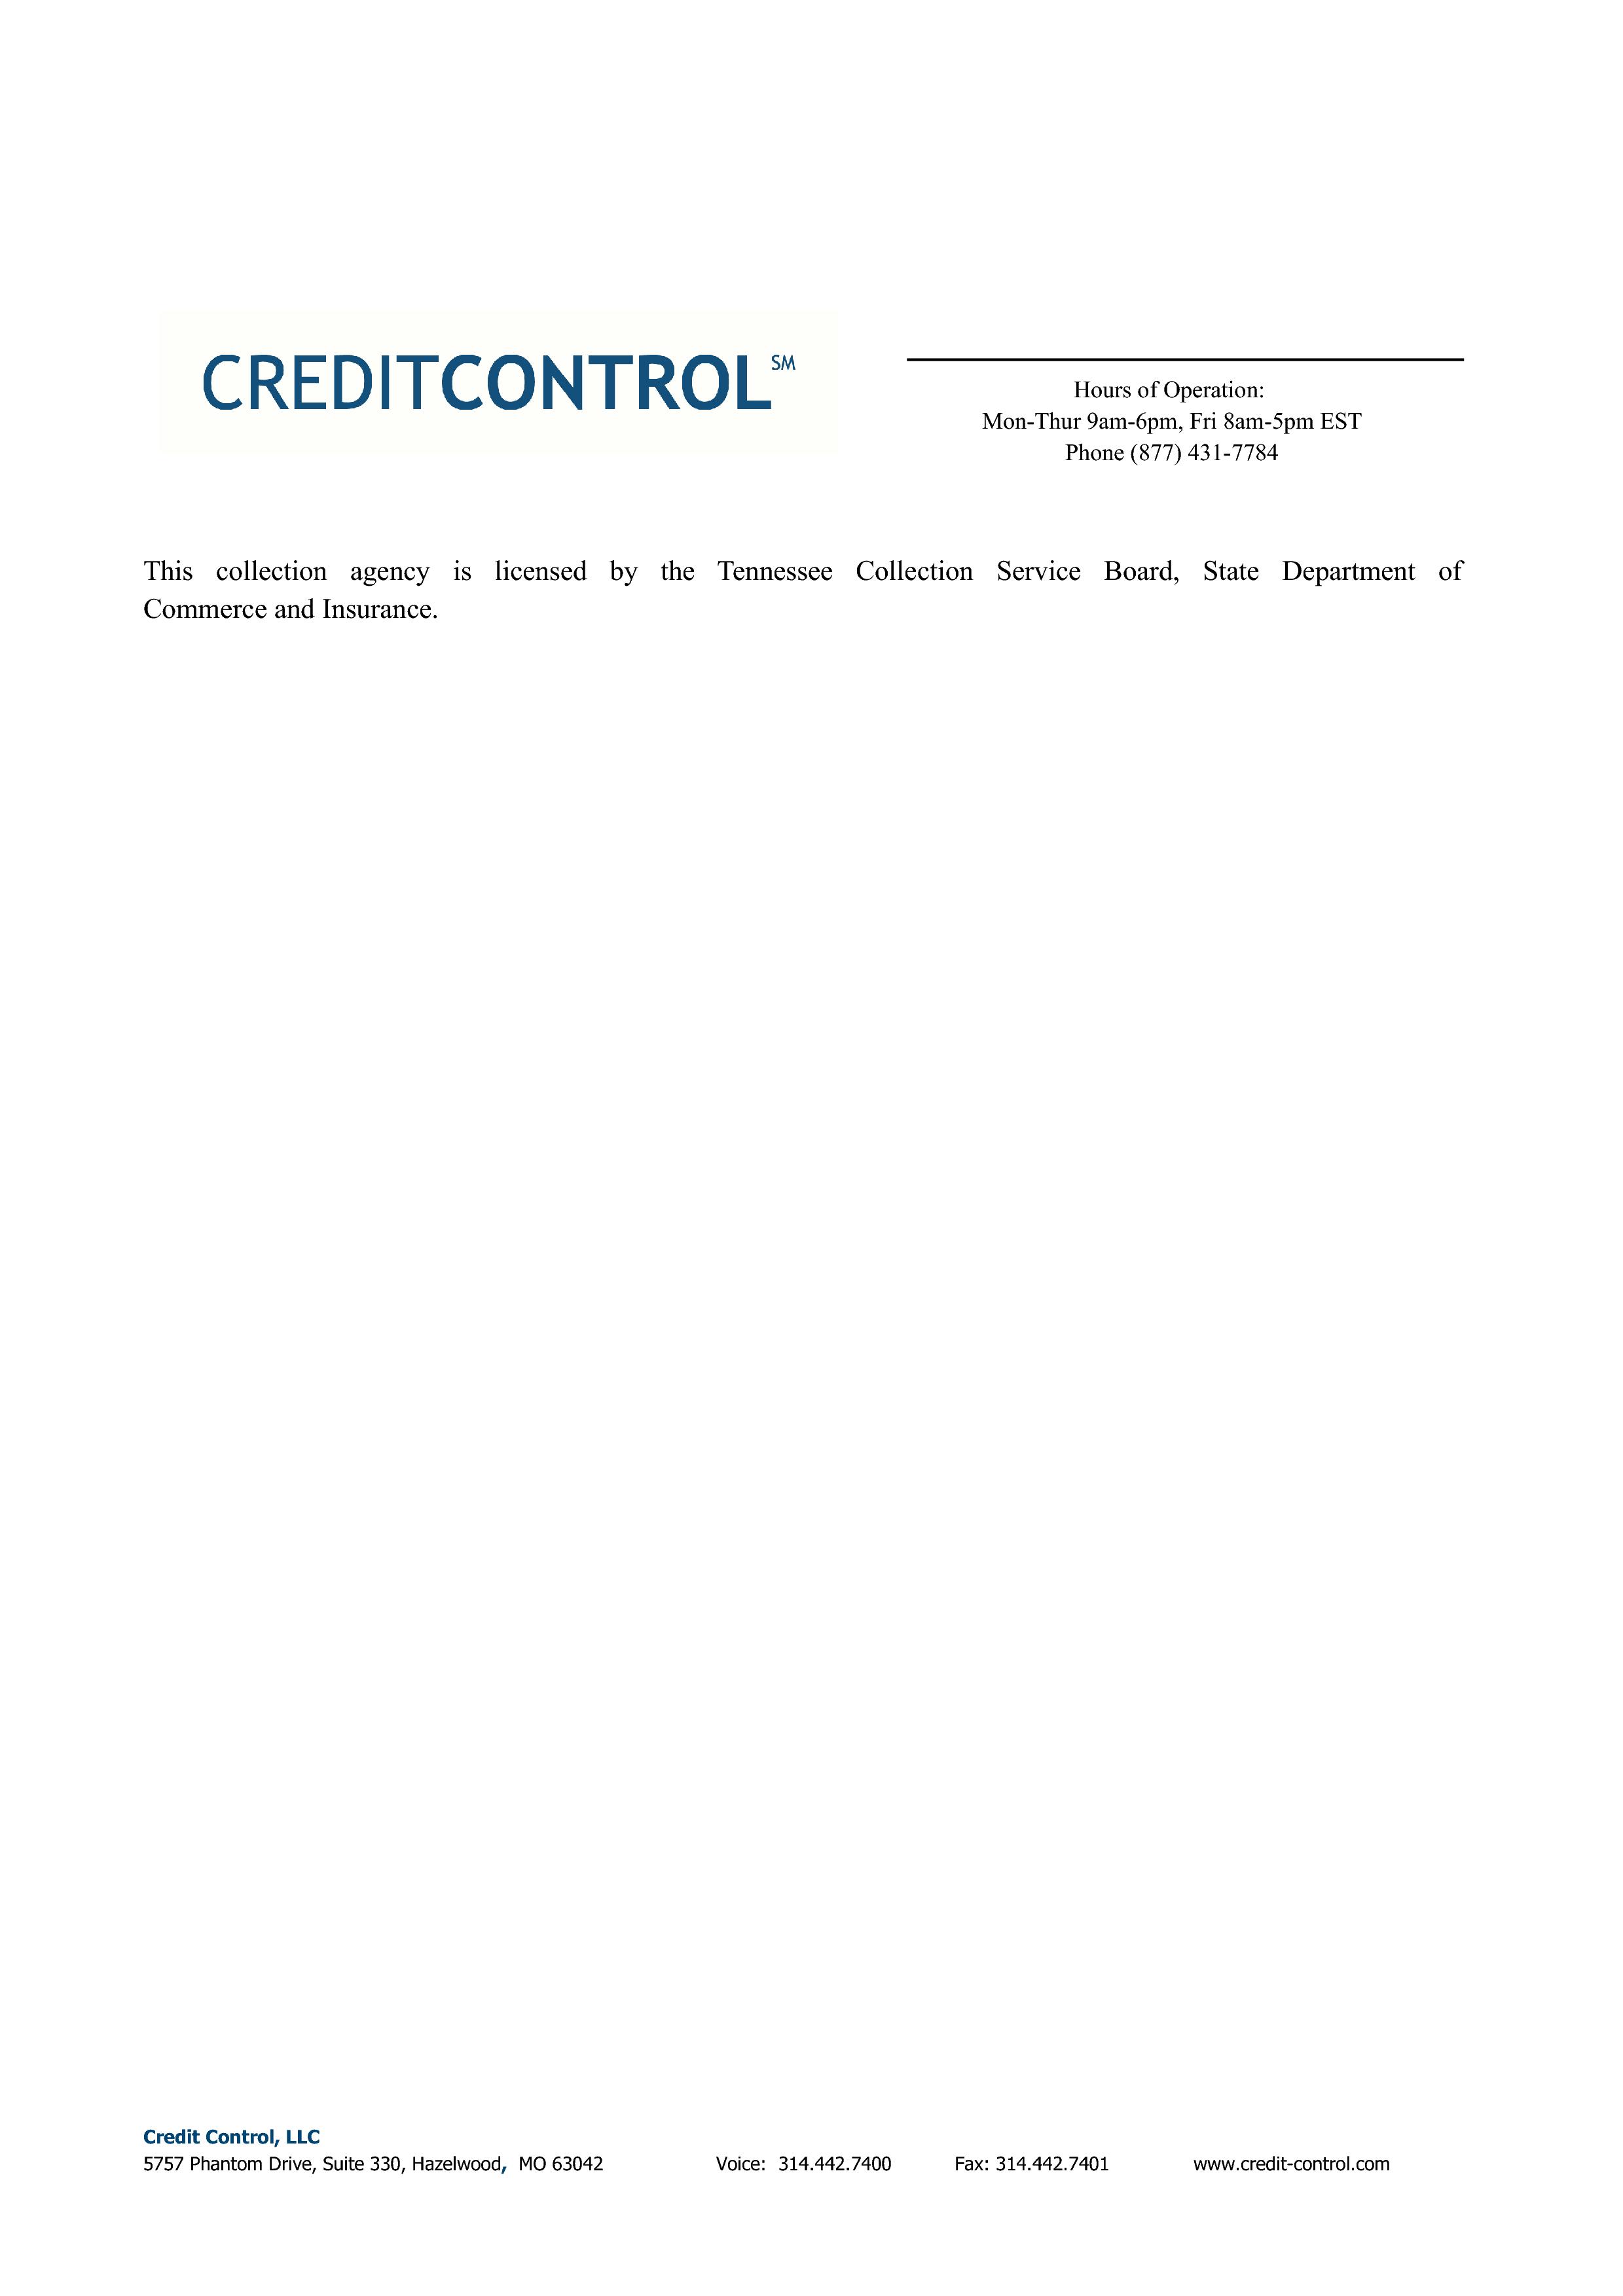 CREDITCONTROL℠
Hours of Operation:
Mon-Thur 9am-6pm, Fri 8am-5pm EST
Phone (877) 431-7784
This collection agency is licensed by the Tennessee Collection Service Board, State Department of
Commerce and Insurance.
Credit Control, LLC
5757 Phantom Drive, Suite 330, Hazelwood, MO 63042 Voice: 314.442.7400 Fax: 314.442.7401 www.credit-control.com